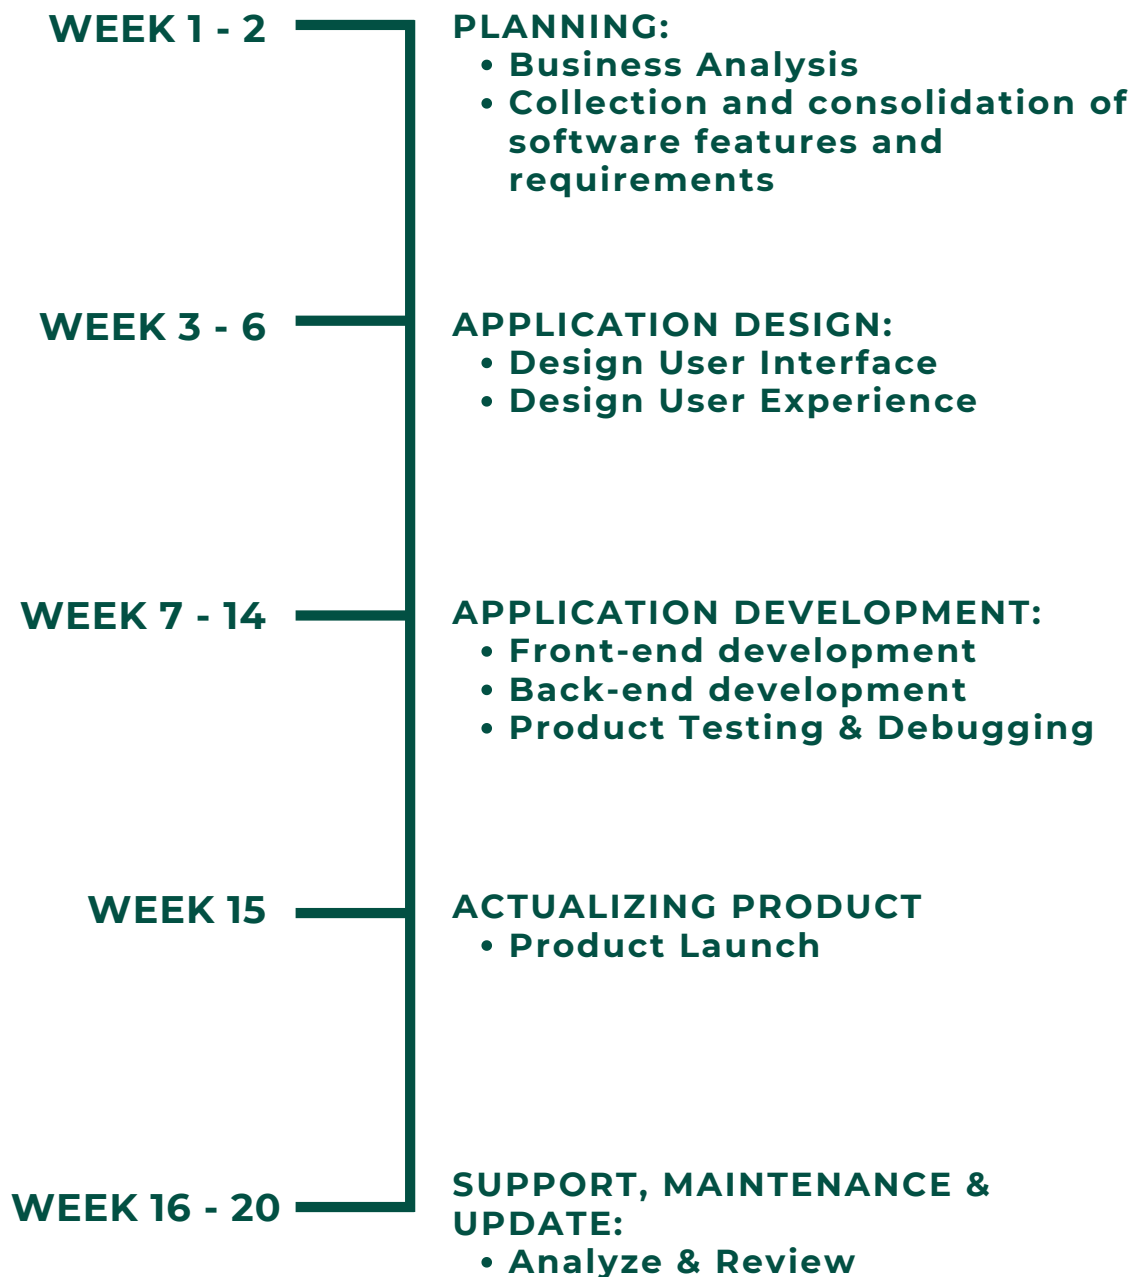 WEEK 1 - 2
PLANNING:
• Business Analysis
• Collection and consolidation of
software features and
requirements
WEEK 3 - 6
APPLICATION DESIGN:
• Design User Interface
• Design User Experience
WEEK 7 - 14
APPLICATION DEVELOPMENT:
• Front-end development
• Back-end development
• Product Testing & Debugging
WEEK 15
ACTUALIZING PRODUCT
• Product Launch
WEEK 16 - 20
SUPPORT, MAINTENANCE &
UPDATE:
• Analyze & Review